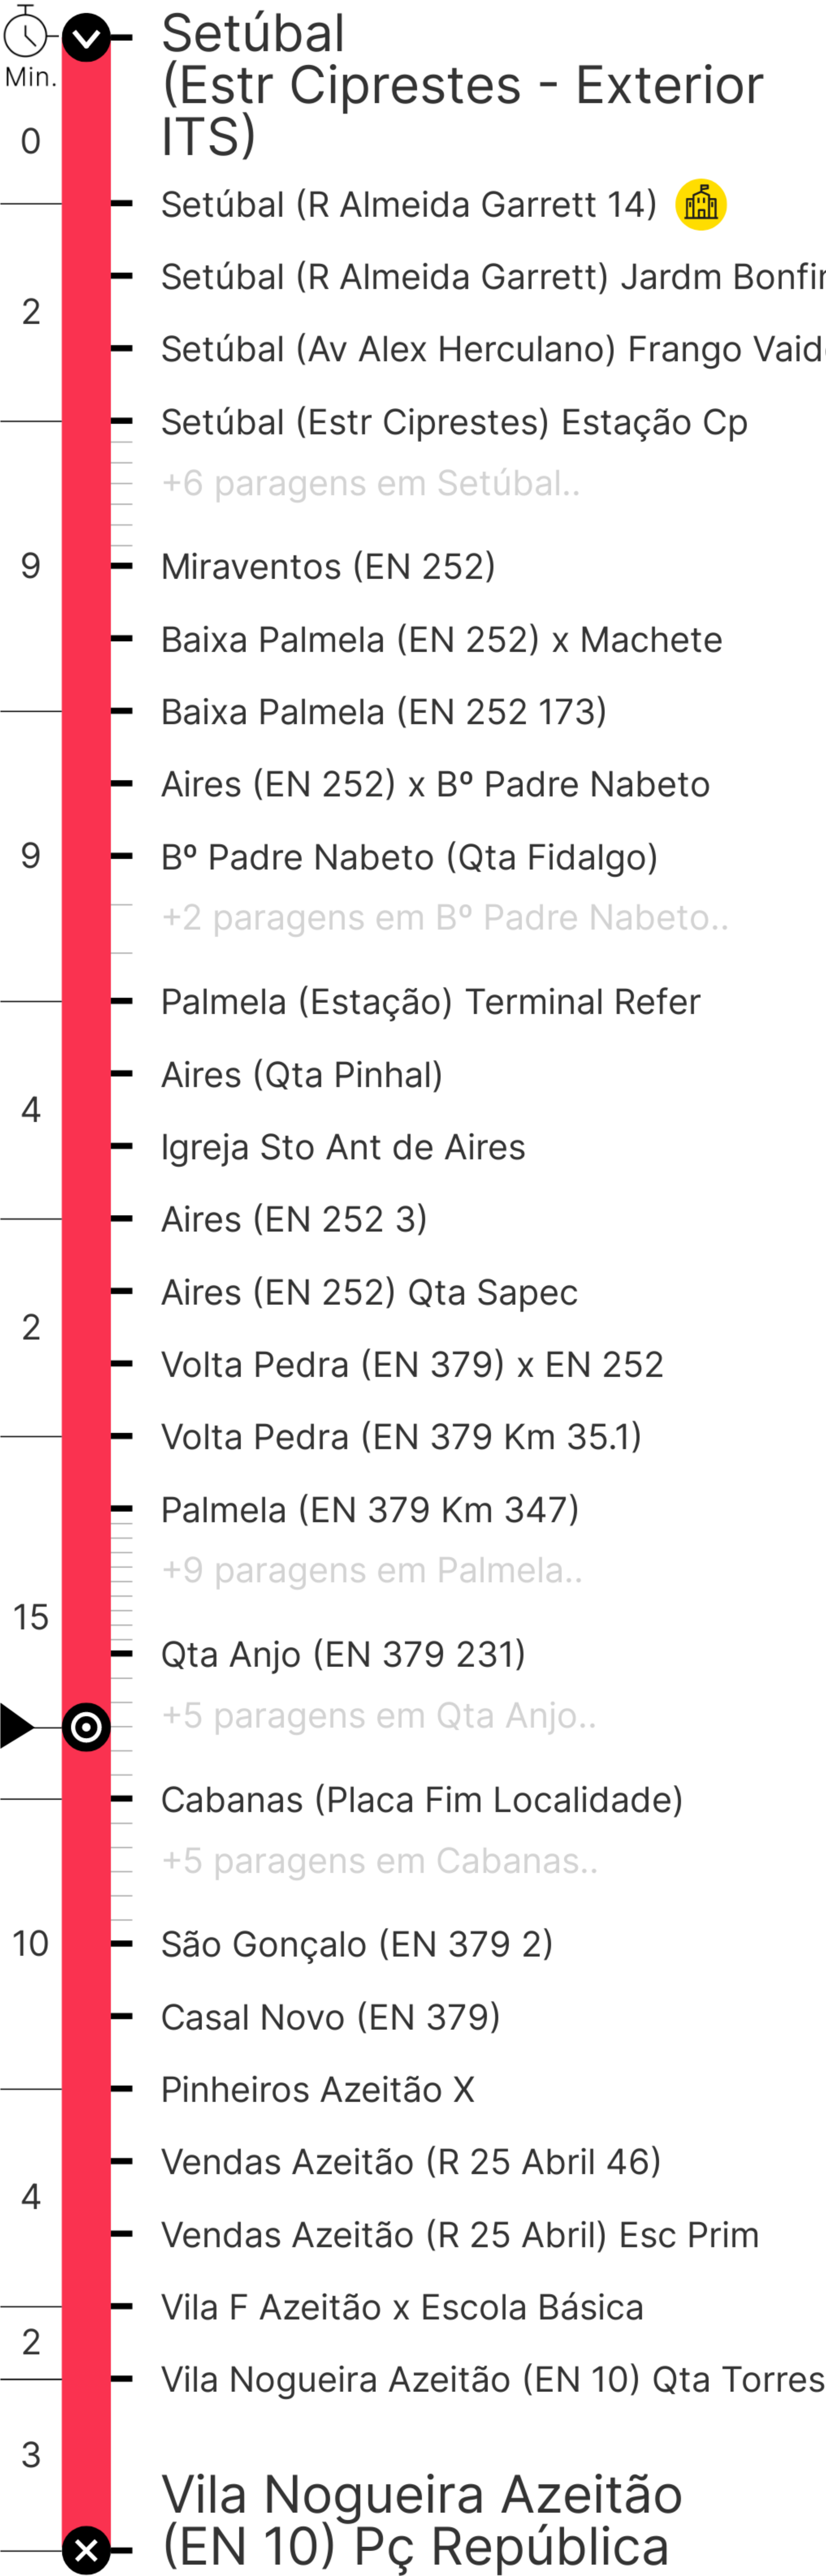 Setúbal
(Estr Ciprestes - Exterior
ITS)
Min.
0
Setúbal (R Almeida Garrett 14)
Setúbal (R Almeida Garrett) Jardm
2
Setúbal (Av Alex Herculano) Frango
Setúbal (Estr Ciprestes) Estação Cp
+6 paragens em Setúbal..
9
Miraventos (EN 252)
Baixa Palmela (EN 252) x Machete
Baixa Palmela (EN 252 173)
Aires (EN 252) x Bº Padre Nabeto
9
Bº Padre Nabeto (Qta Fidalgo)
+2 paragens em Bº Padre Nabeto..
Palmela (Estação) Terminal Refer
Aires (Qta Pinhal)
4
Igreja Sto Ant de Aires
Aires (EN 252 3)
Aires (EN 252) Qta Sapec
2
Volta Pedra (EN 379) x EN 252
Volta Pedra (EN 379 Km 35.1)
Palmela (EN 379 Km 347)
+9 paragens em Palmela..
15
Qta Anjo (EN 379 231)
+5 paragens em Qta Anjo..
Cabanas (Placa Fim Localidade)
+5 paragens em Cabanas..
10
São Gonçalo (EN 379 2)
Casal Novo (EN 379)
Pinheiros Azeitão X
Vendas Azeitão (R 25 Abril 46)
4
Vendas Azeitão (R 25 Abril) Esc Prim
Vila F Azeitão x Escola Básica
2
Vila Nogueira Azeitão (EN 10) Qta Torres
3
Vila Nogueira Azeitão
(EN 10) Pç República